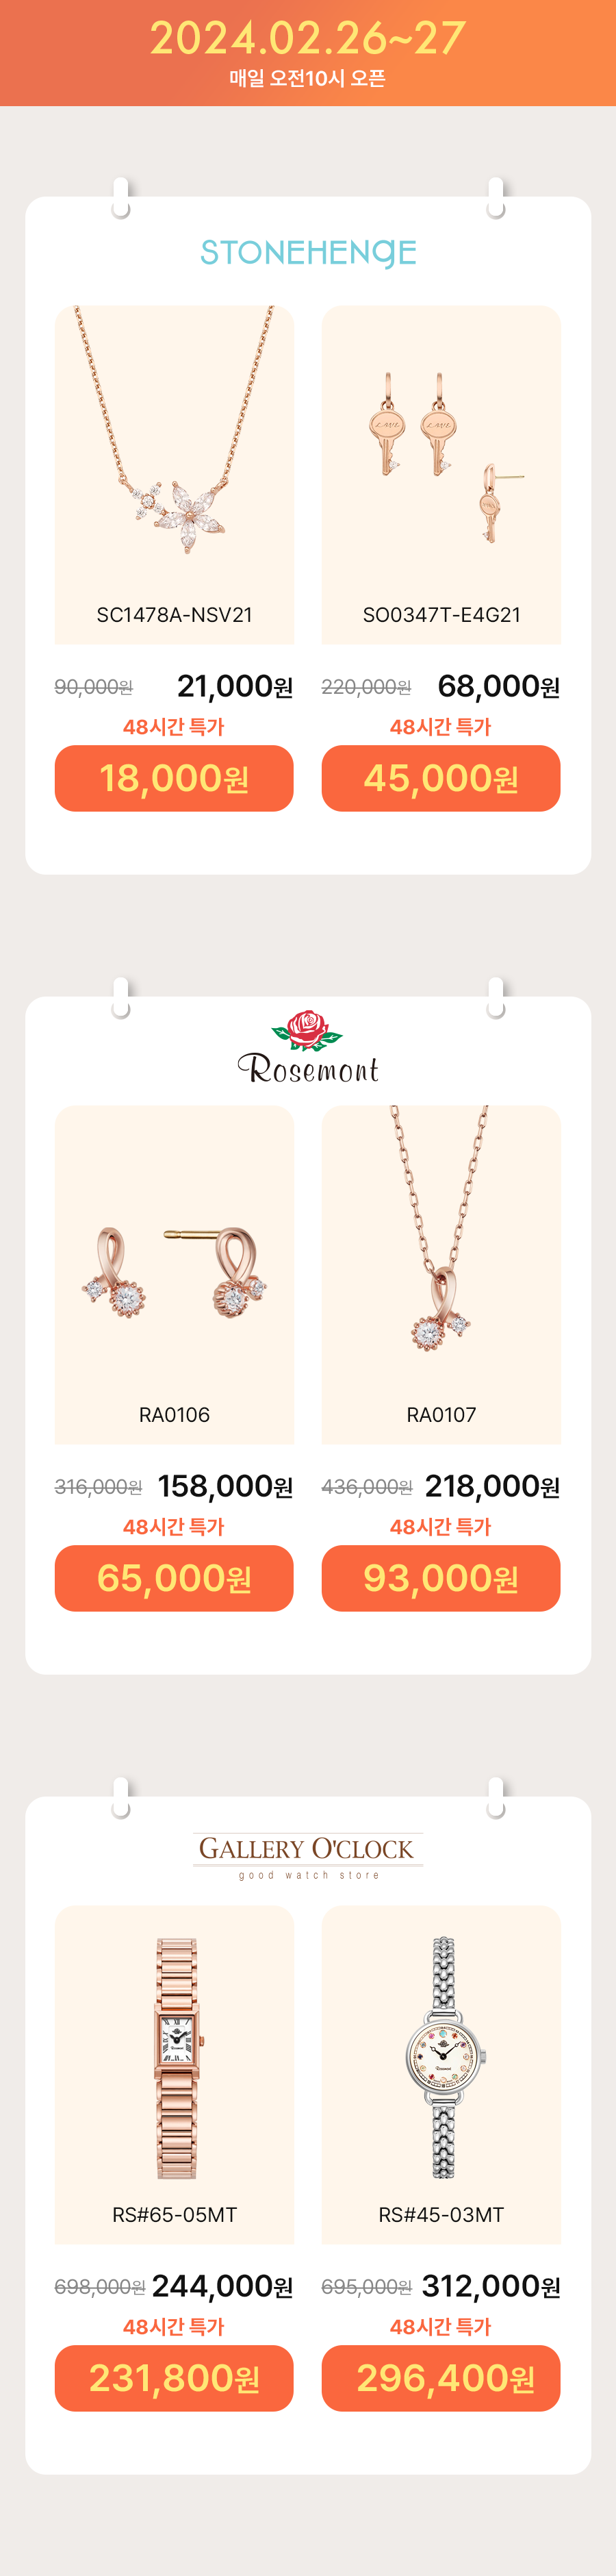 2024.02.26~27
매일 오전10시 오픈
STONEHENgE
SC1478A-NSV21
SO0347T-E4G21
90,000원 21,000원
220,000원 68,000원
48시간 특가
48시간 특가
18,000원
45,000원
Rosemont
RA0106
RA0107
316,000원 158,000원
436,000원 218,000원
48시간 특가
48시간 특가
65,000원
93,000원
GALLERY O'CLOCK
good watch store
Rosemont
Rosemont
RS#65-05MT
RS#45-03MT
698,000원 244,000원
695,000원 312,000원
48시간 특가
48시간 특가
231,800원
296,400원